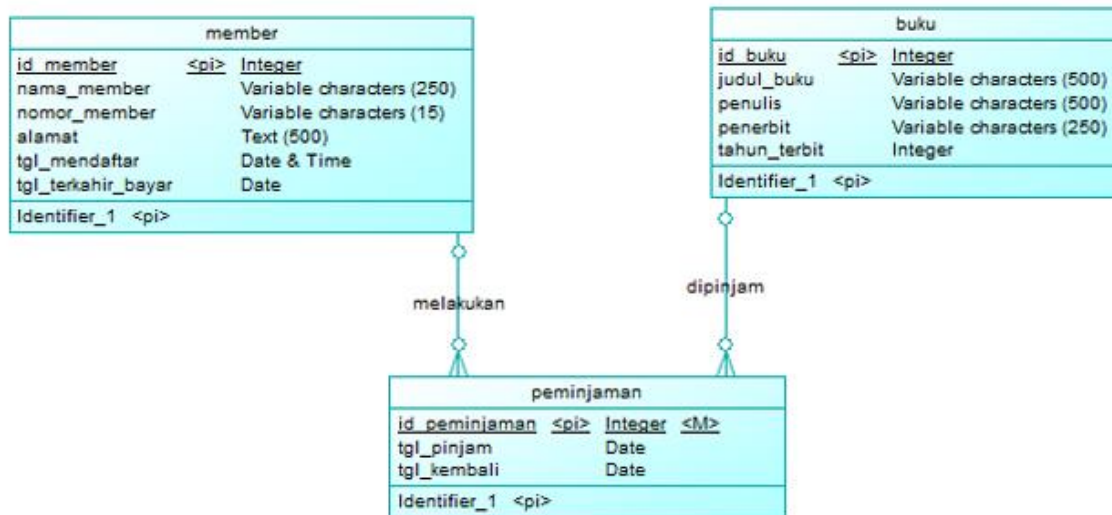 member
id_member <pi> Integer
nama_member Variable characters (250)
nomor_member Variable characters (15)
alamat Text (500)
tgl_mendaftar Date & Time
tgl_terkahir_bayar Date
Identifier_1 <pi>
buku
id_buku <pi> Integer
judul_buku Variable characters (500)
penulis Variable characters (500)
penerbit Variable characters (250)
tahun_terbit Integer
Identifier_1 <pi>
melakukan
dipinjam
peminjaman
id_peminjaman <pi> Integer <M>
tgl_pinjam Date
tgl_kembali Date
Identifier_1 <pi>